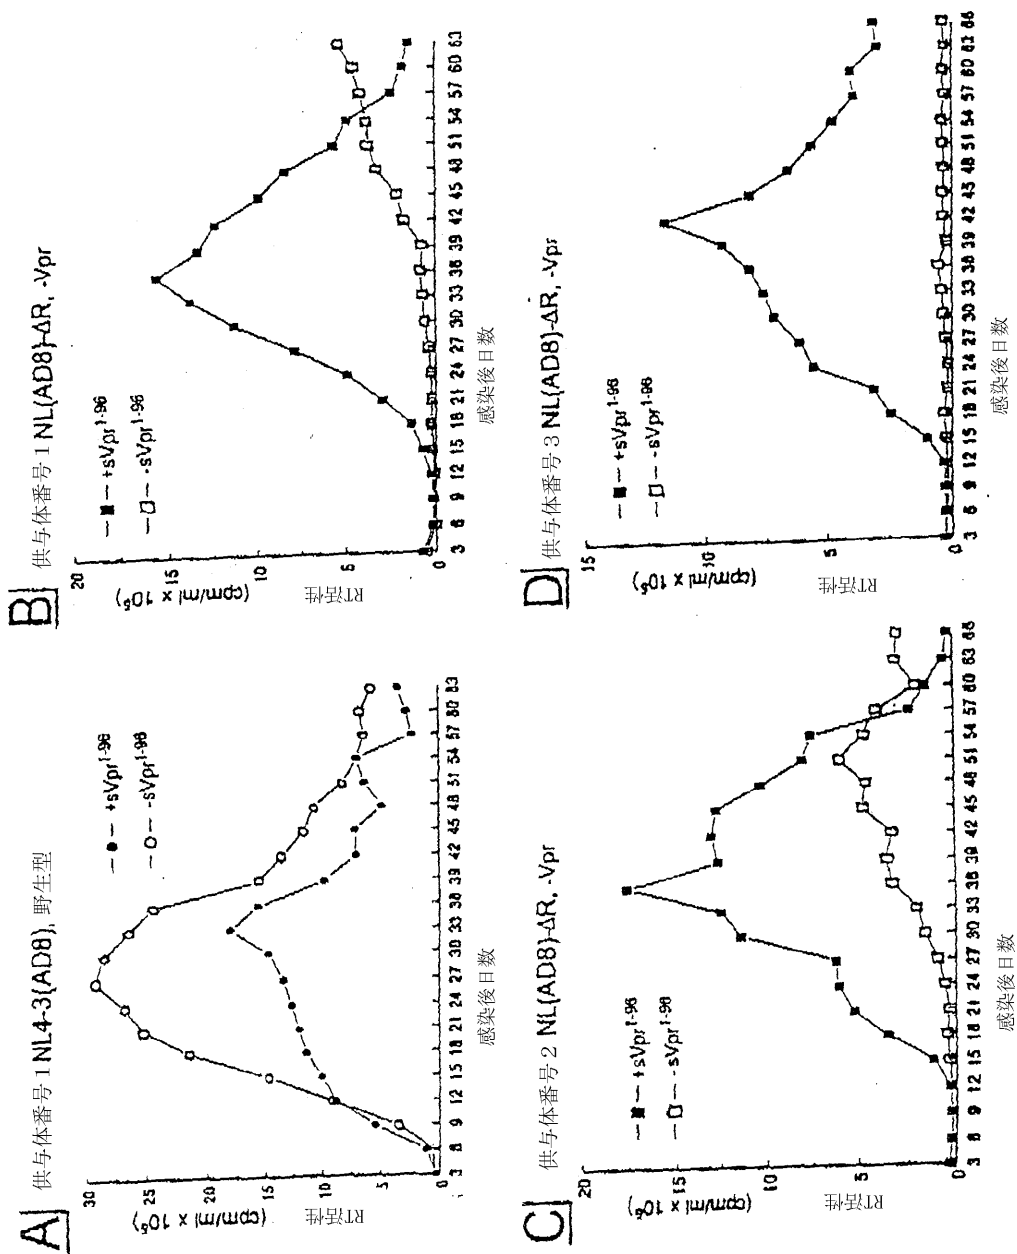 A
供与体番号1 NL4-3(AD8), 野生型
+sVpr1-96
-sVpr1-96
RT活性
(cpm/ml x 10⁵)
30
25
20
15
10
5
0
3 6 9 12 15 18 21 24 27 30 33 36 39 42 45 48 51 54 57 60 63
感染後日数
B
供与体番号1 NL(AD8)-ΔR, -Vpr
+sVpr1-96
-sVpr1-96
RT活性
(cpm/ml x 10⁵)
20
15
10
5
0
3 6 9 12 15 18 21 24 27 30 33 36 39 42 45 48 51 54 57 60 63
感染後日数
C
供与体番号2 NL(AD8)-ΔR, -Vpr
+sVpr1-96
-sVpr1-96
RT活性
(cpm/ml x 10⁵)
20
15
10
5
0
3 6 9 12 15 18 21 24 27 30 33 36 39 42 45 48 51 54 57 60 63 66
感染後日数
D
供与体番号3 NL(AD8)-ΔR, -Vpr
+sVpr1-96
-sVpr1-96
RT活性
(cpm/ml x 10⁵)
15
10
5
0
3 6 9 12 15 18 21 24 27 30 33 36 39 42 45 48 51 54 57 60 63 66
感染後日数